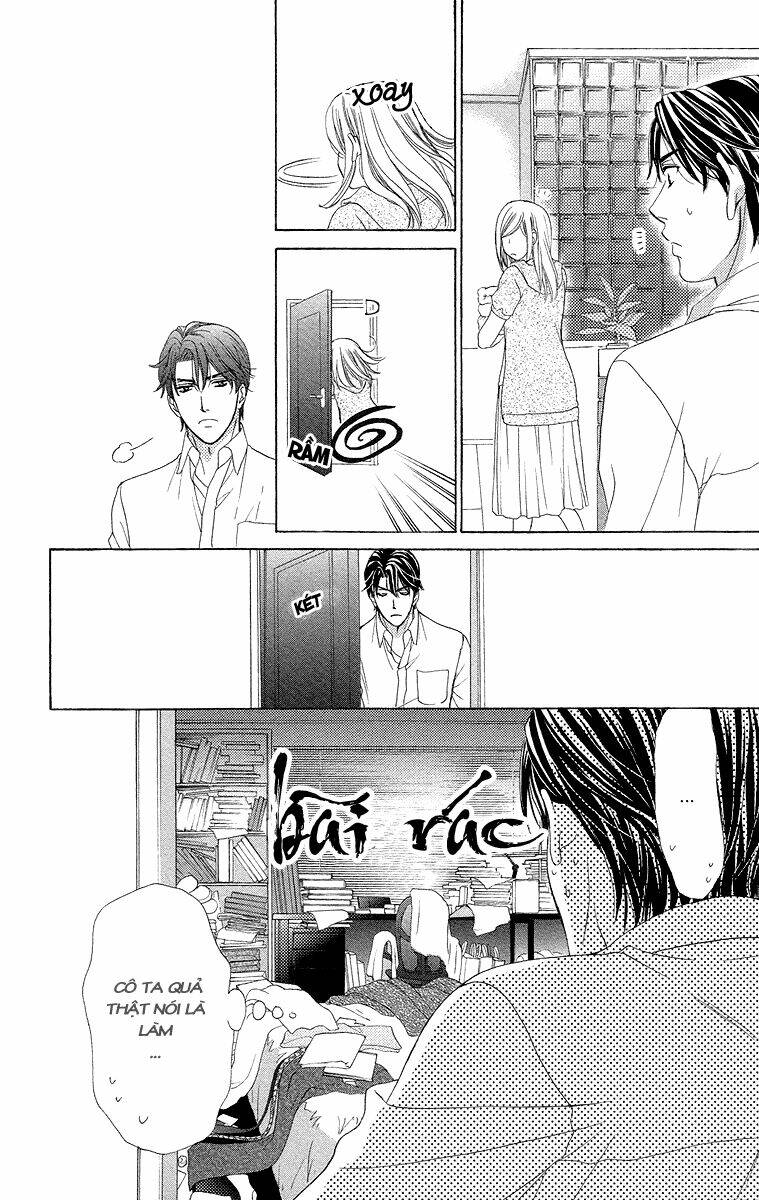 ...
xoay
RẦM
KÉT
...
bãi rác
CÔ TA QUẢ
THẬT NÓI LÀ
LÀM
...